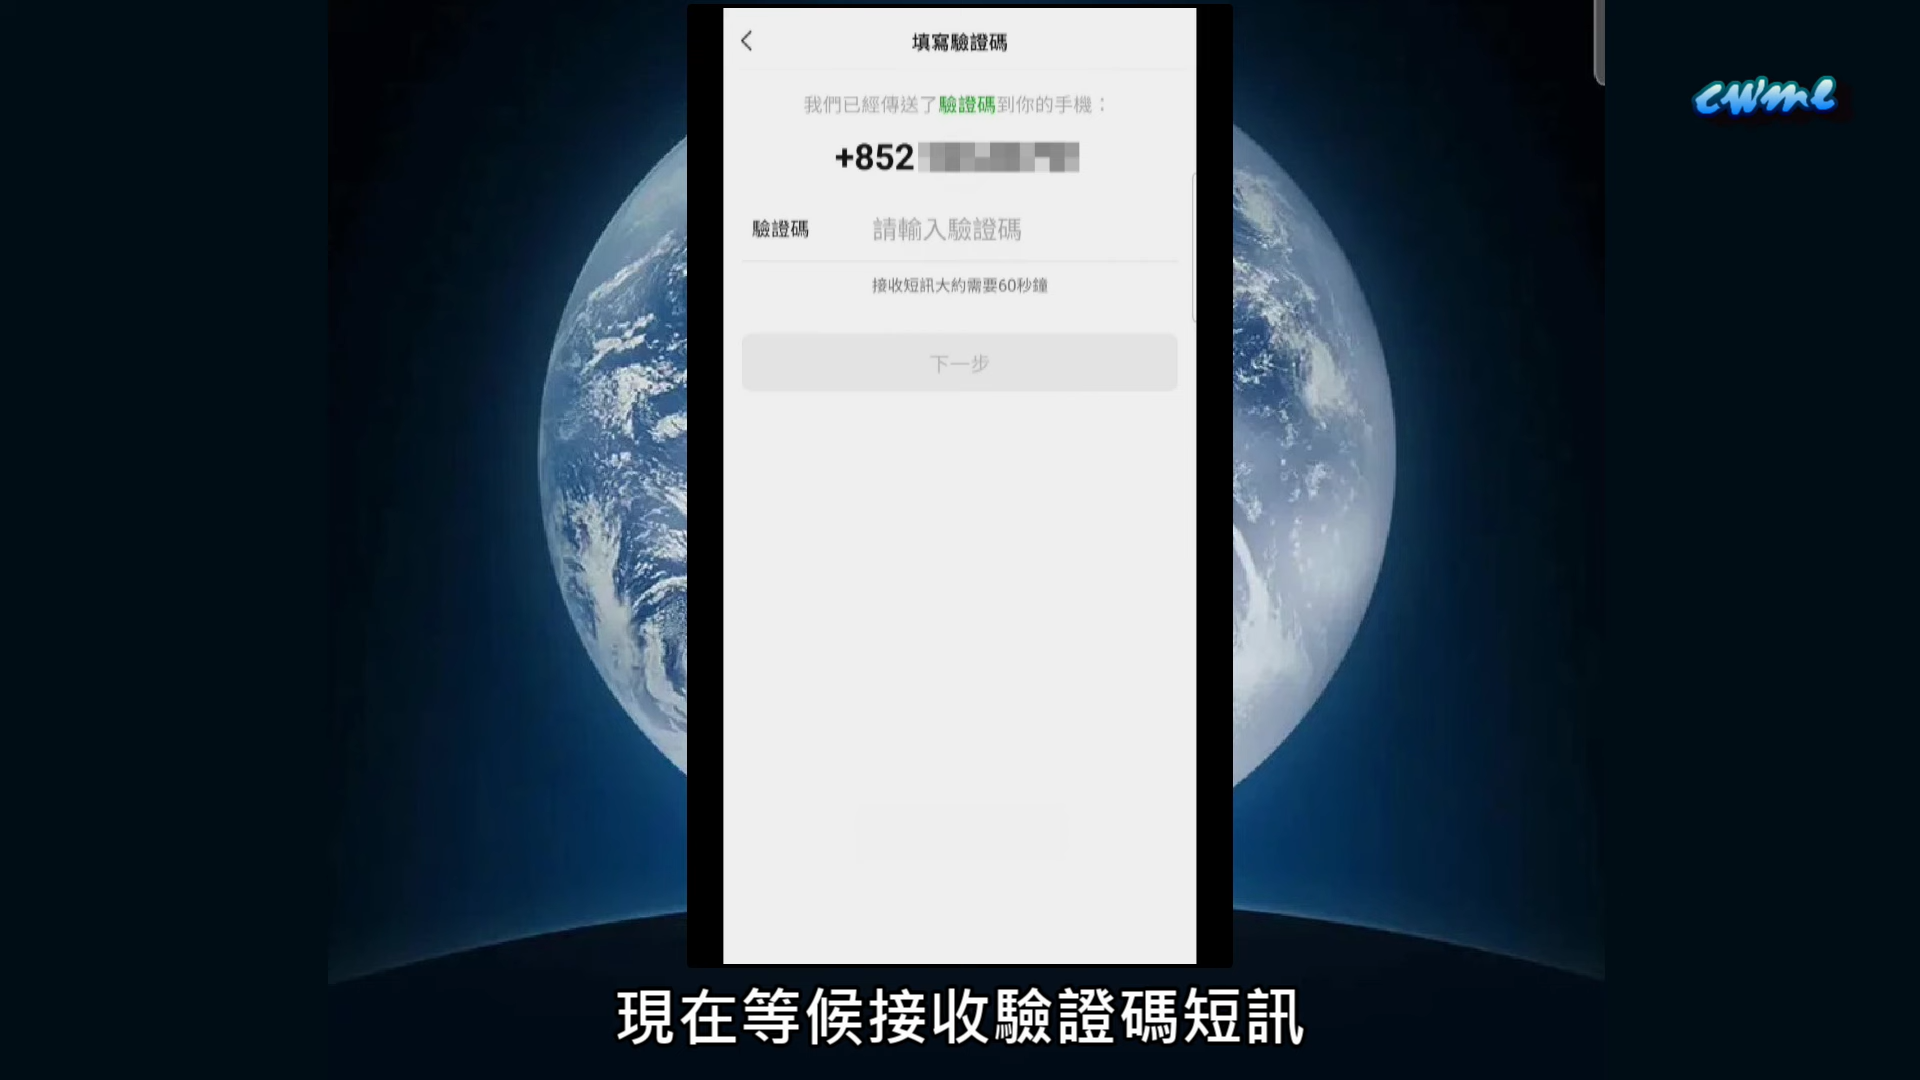 填寫驗證碼
cwml
我們已經傳送了驗證碼到你的手機：
+852
驗證碼 請輸入驗證碼
接收短訊大約需要60秒鐘
下一步
現在等候接收驗證碼短訊